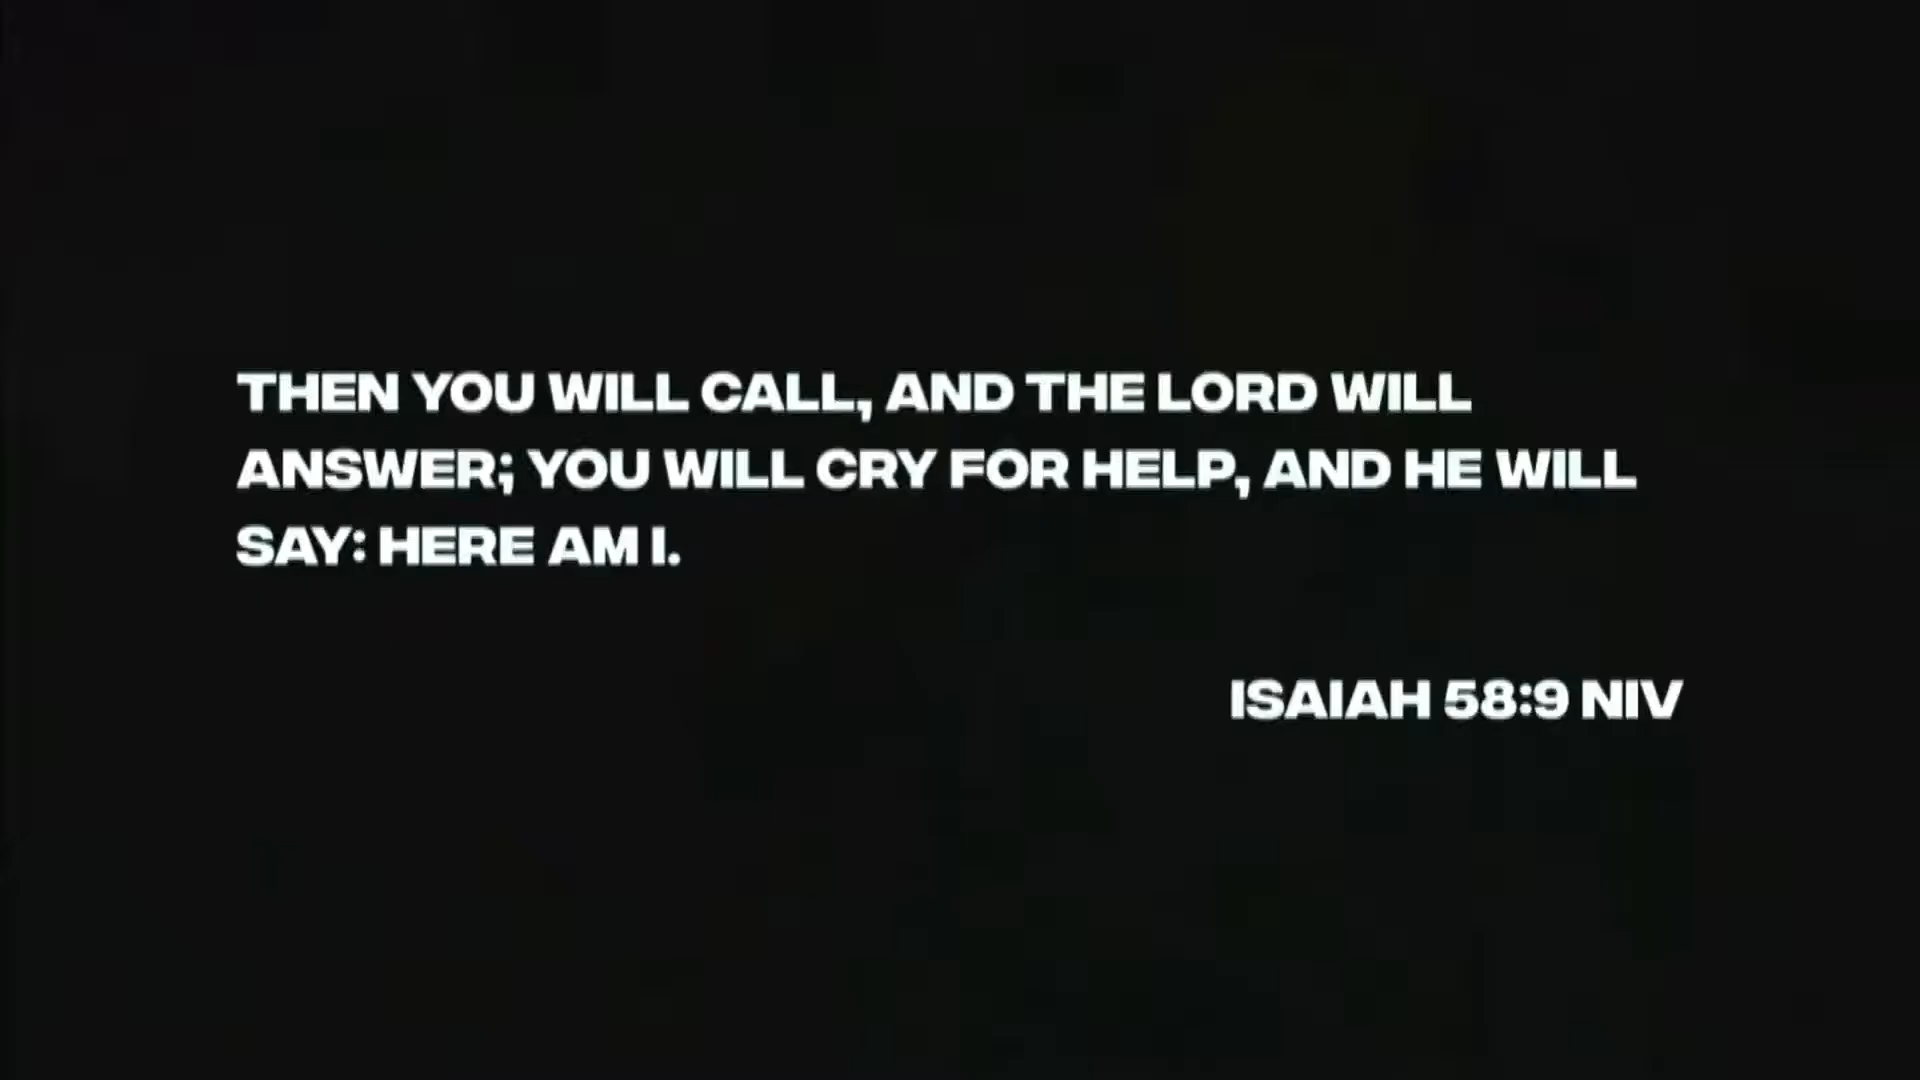 THEN YOU WILL CALL, AND THE LORD WILL
ANSWER; YOU WILL CRY FOR HELP, AND HE WILL
SAY: HERE AM I.
ISAIAH 58:9 NIV